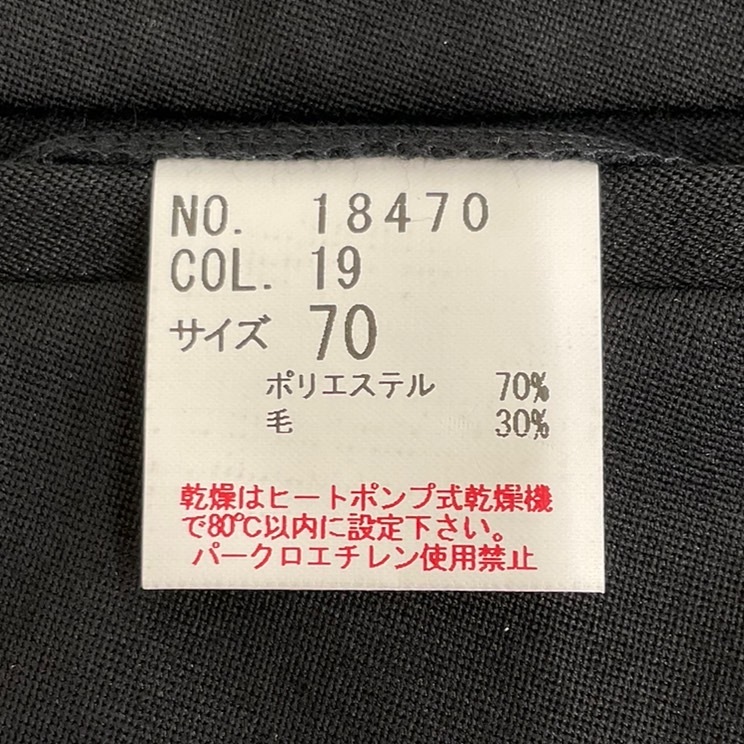 NO. 18470
COL. 19
サイズ 70
ポリエステル 70%
毛 30%
乾燥はヒートポンプ式乾燥機
で80℃以内に設定下さい。
パークロエチレン使用禁止